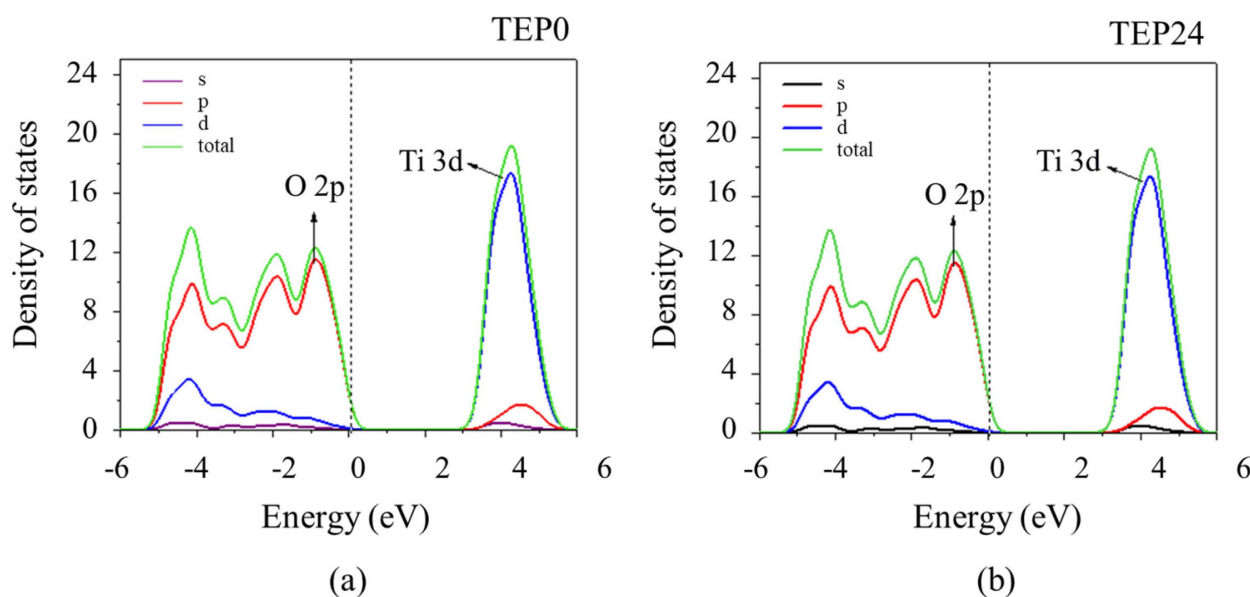 TEP0
24
20
16
12
8
4
0
Density of states
s
p
d
total
O 2p
Ti 3d
-6
-4
-2
0
2
4
6
Energy (eV)
(a)
TEP24
24
20
16
12
8
4
0
Density of states
s
p
d
total
O 2p
Ti 3d
-6
-4
-2
0
2
4
6
Energy (eV)
(b)